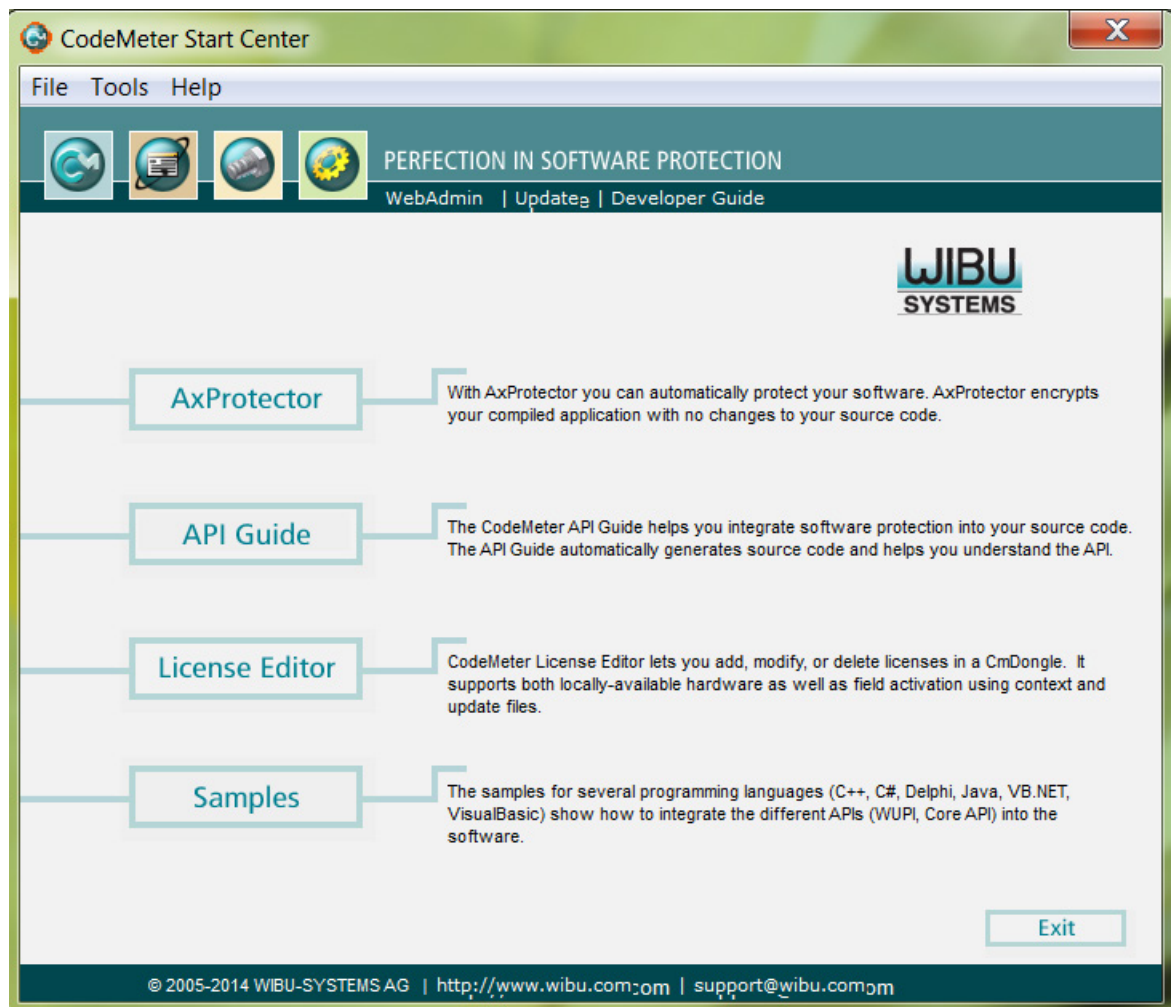 CodeMeter Start Center
X
File Tools Help
PERFECTION IN SOFTWARE PROTECTION
WebAdmin | Updates | Developer Guide
WIBU
SYSTEMS
AxProtector
With AxProtector you can automatically protect your software. AxProtector encrypts
your compiled application with no changes to your source code.
API Guide
The CodeMeter API Guide helps you integrate software protection into your source code.
The API Guide automatically generates source code and helps you understand the API.
License Editor
CodeMeter License Editor lets you add, modify, or delete licenses in a CmDongle. It
supports both locally-available hardware as well as field activation using context and
update files.
Samples
The samples for several programming languages (C++, C#, Delphi, Java, VB.NET,
VisualBasic) show how to integrate the different APIs (WUPI, Core API) into the
software.
Exit
© 2005-2014 WIBU-SYSTEMS AG | http://www.wibu.com | support@wibu.com